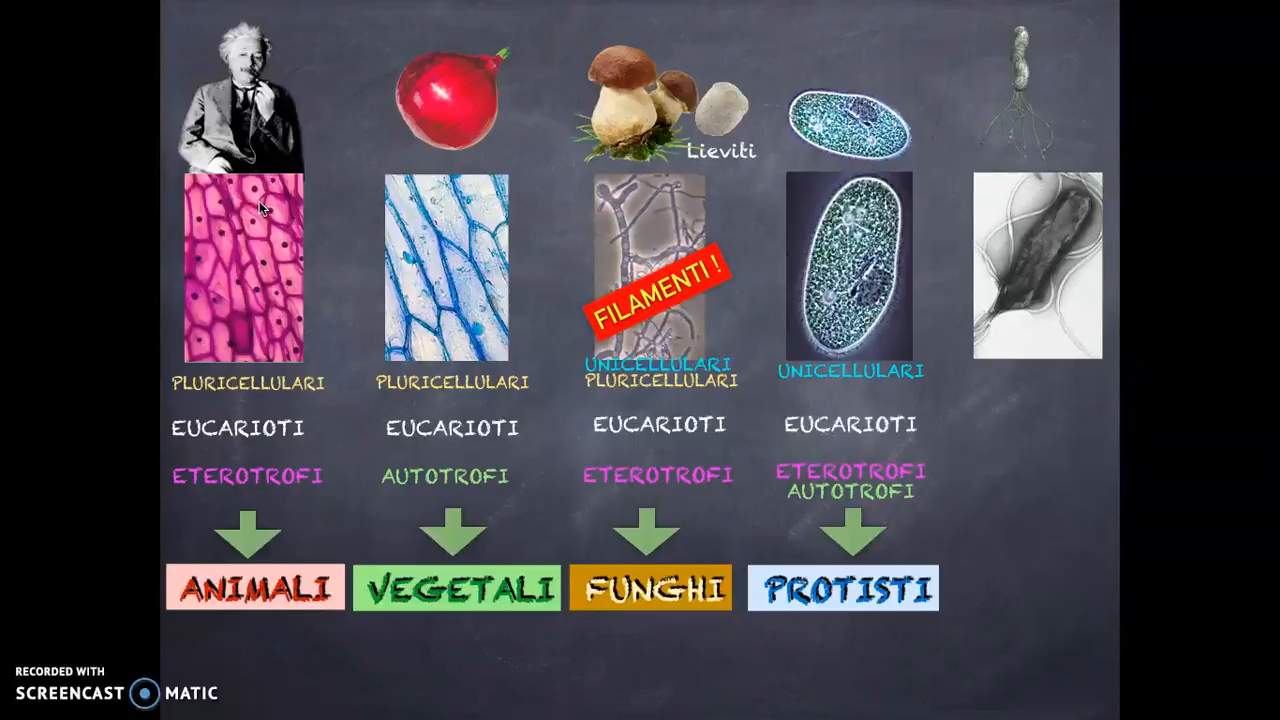 Lieviti
FILAMENTI !
PLURICELLULARI
EUCARIOTI
ETEROTROFI
ANIMALI
PLURICELLULARI
EUCARIOTI
AUTOTROFI
VEGETALI
UNICELLULARI
PLURICELLULARI
EUCARIOTI
ETEROTROFI
FUNGHI
UNICELLULARI
EUCARIOTI
ETEROTROFI
AUTOTROFI
PROTISTI
RECORDED WITH
SCREENCAST MATIC